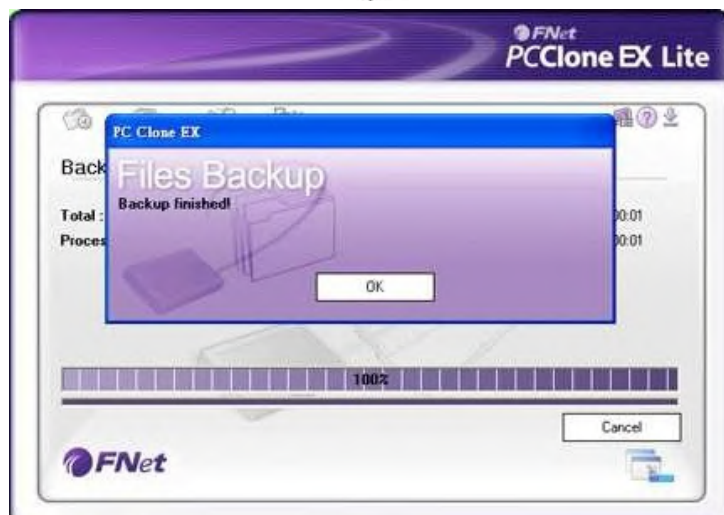 FNet
PCClone EX Lite
PC Clone EX
Back
Files Backup
Backup finished!
Total :
00:01
Proces
00:01
OK
100%
Cancel
FNet